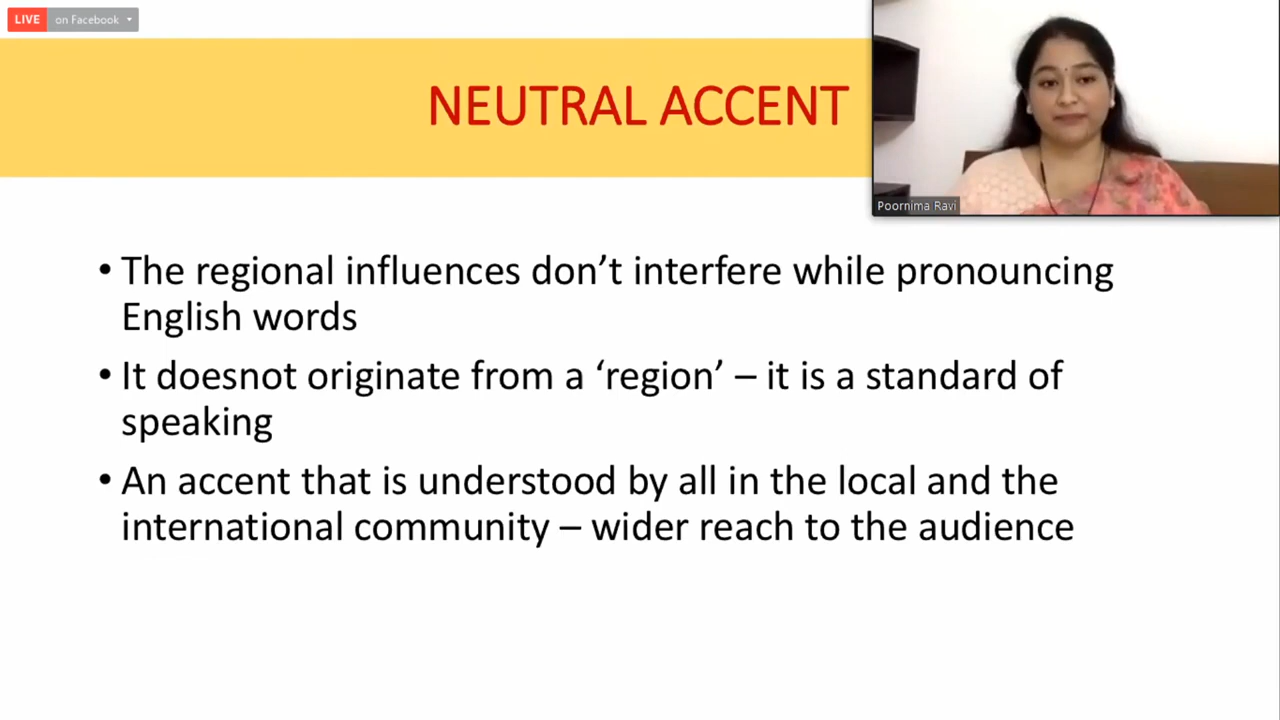 LIVE on Facebook
NEUTRAL ACCENT
Poornima Ravi
• The regional influences don’t interfere while pronouncing
English words
• It doesnot originate from a ‘region’ – it is a standard of
speaking
• An accent that is understood by all in the local and the
international community – wider reach to the audience